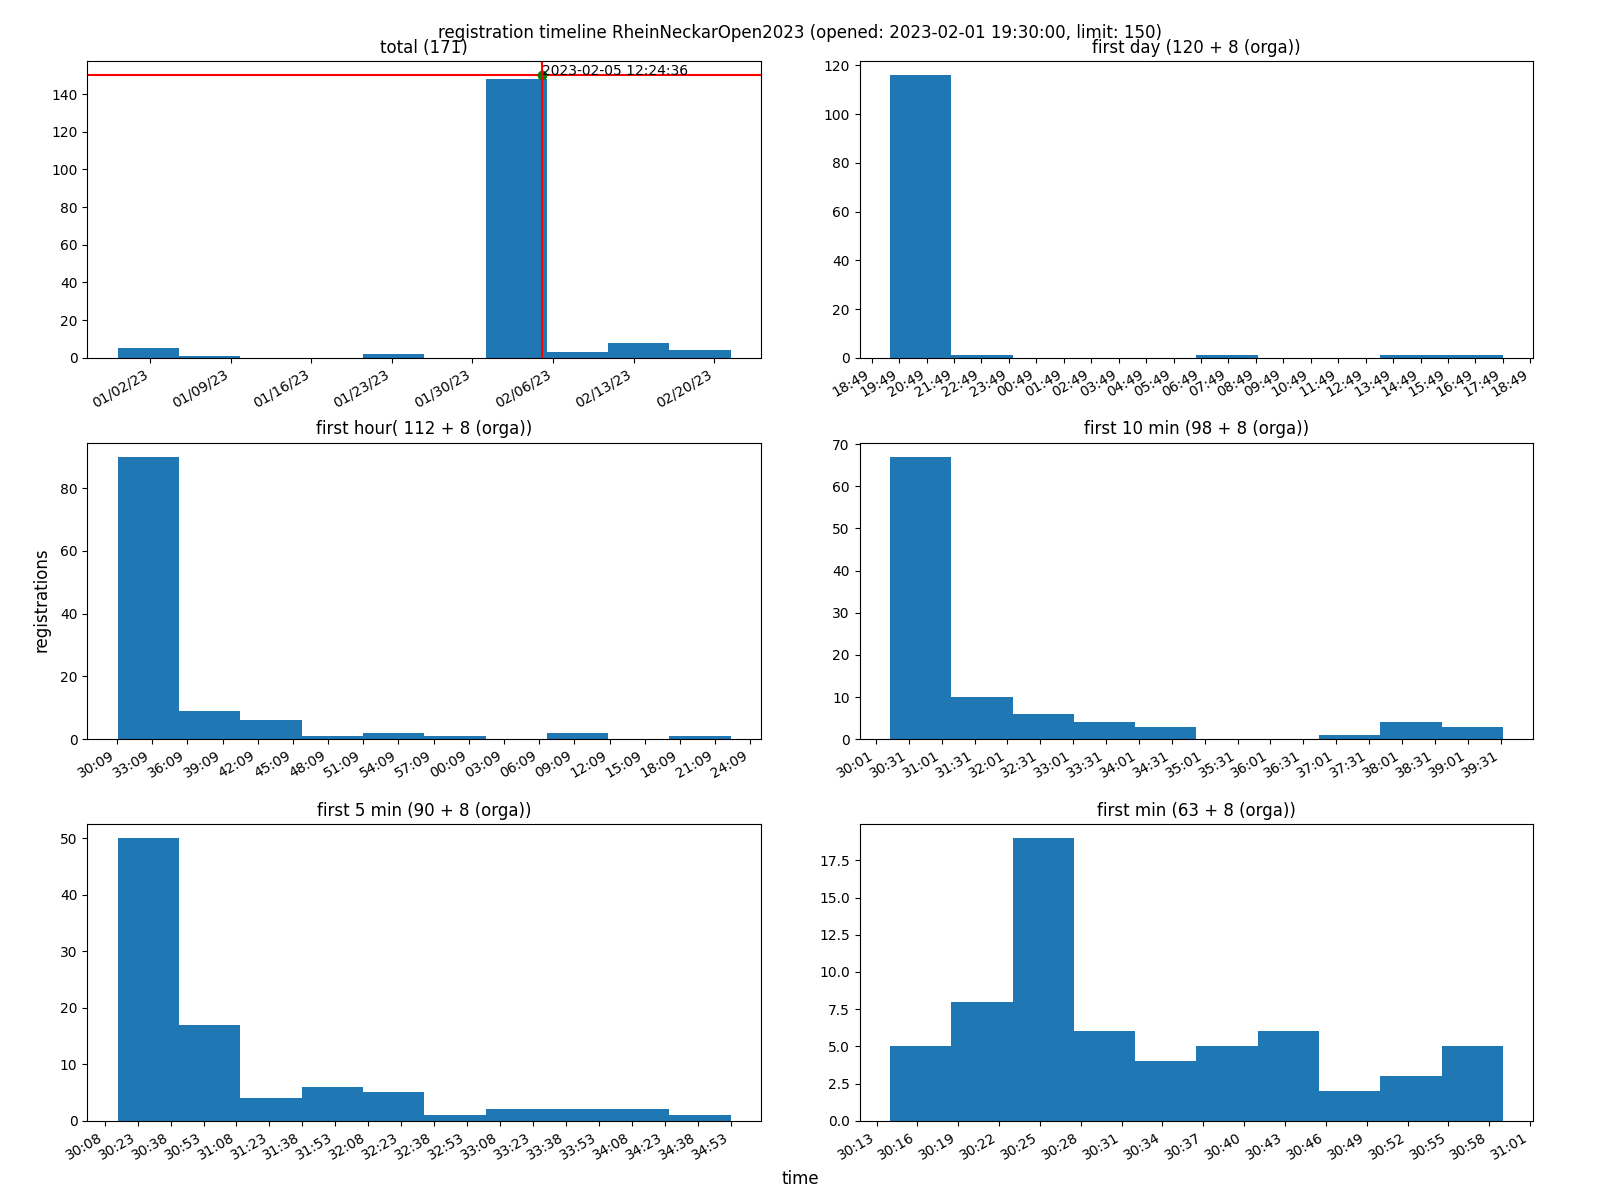 registration timeline RheinNeckarOpen2023 (opened: 2023-02-01 19:30:00, limit: 150)
total (171)
2023-02-05 12:24:36
140
120
100
80
60
40
20
0
01/02/23 01/09/23 01/16/23 01/23/23 01/30/23 02/06/23 02/13/23 02/20/23
first day (120 + 8 (orga))
120
100
80
60
40
20
0
18:49 19:49 20:49 21:49 22:49 23:49 00:49 01:49 02:49 03:49 04:49 05:49 06:49 07:49 08:49 09:49 10:49 11:49 12:49 13:49 14:49 15:49 16:49 17:49 18:49
registrations
first hour( 112 + 8 (orga))
80
60
40
20
0
30:09 33:09 36:09 39:09 42:09 45:09 48:09 51:09 54:09 57:09 00:09 03:09 06:09 09:09 12:09 15:09 18:09 21:09 24:09
first 10 min (98 + 8 (orga))
70
60
50
40
30
20
10
0
30:01 30:31 31:01 31:31 32:01 32:31 33:01 33:31 34:01 34:31 35:01 35:31 36:01 36:31 37:01 37:31 38:01 38:31 39:01 39:31
first 5 min (90 + 8 (orga))
50
40
30
20
10
0
30:08 30:23 30:38 30:53 31:08 31:23 31:38 31:53 32:08 32:23 32:38 32:53 33:08 33:23 33:38 33:53 34:08 34:23 34:38 34:53
first min (63 + 8 (orga))
17.5
15.0
12.5
10.0
7.5
5.0
2.5
0.0
30:13 30:16 30:19 30:22 30:25 30:28 30:31 30:34 30:37 30:40 30:43 30:46 30:49 30:52 30:55 30:58 31:01
time